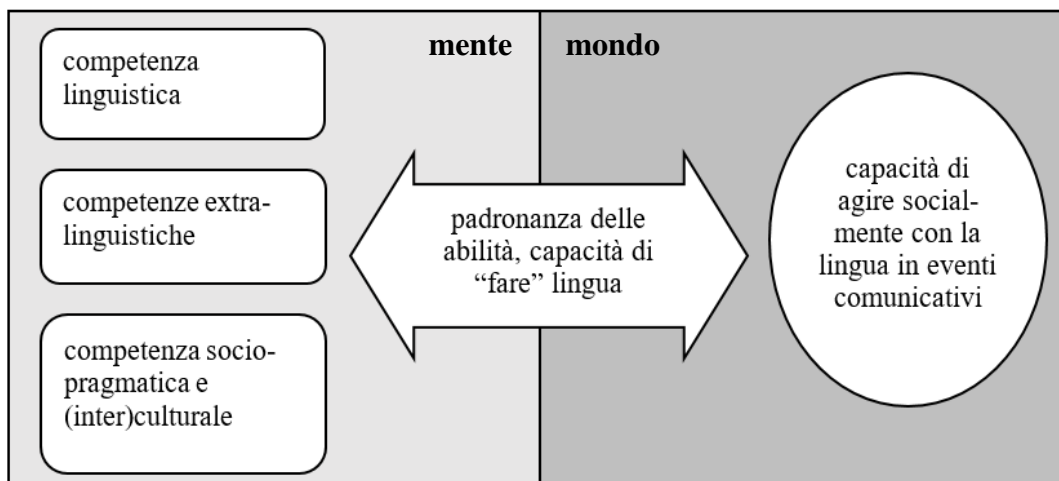 mente
mondo
competenza
linguistica
competenze extra-
linguistiche
competenza socio-
pragmatica e
(inter)culturale
padronanza delle
abilità, capacità di
“fare” lingua
capacità di
agire social-
mente con la
lingua in eventi
comunicativi